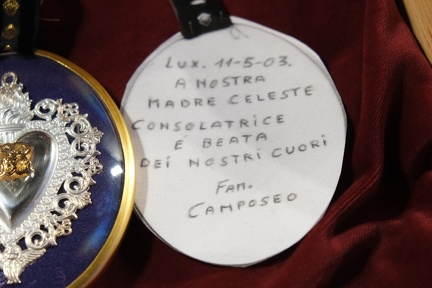 LUX. 11-5-03.
A NOSTRA
MADRE CELESTE
CONSOLATRICE
E BEATA
DEI NOSTRI CUORI
FAM.
CAMPOSEO